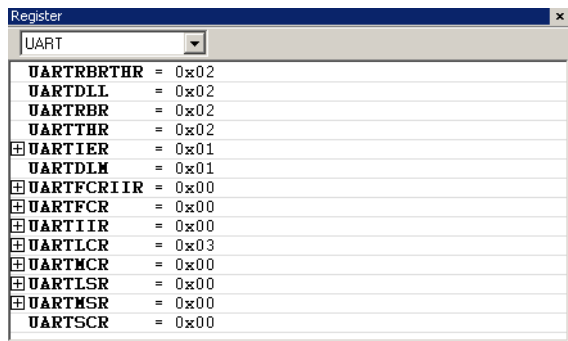 Register
UART
UARTRBRTHR = 0x02
UARTDLL = 0x02
UARTRBR = 0x02
UARTTHR = 0x02
UARTIER = 0x01
UARTDLM = 0x01
UARTFCRIIR = 0x00
UARTFCR = 0x00
UARTIIR = 0x00
UARTLCR = 0x03
UARTMCR = 0x00
UARTLSR = 0x00
UARTMSR = 0x00
UARTSCR = 0x00